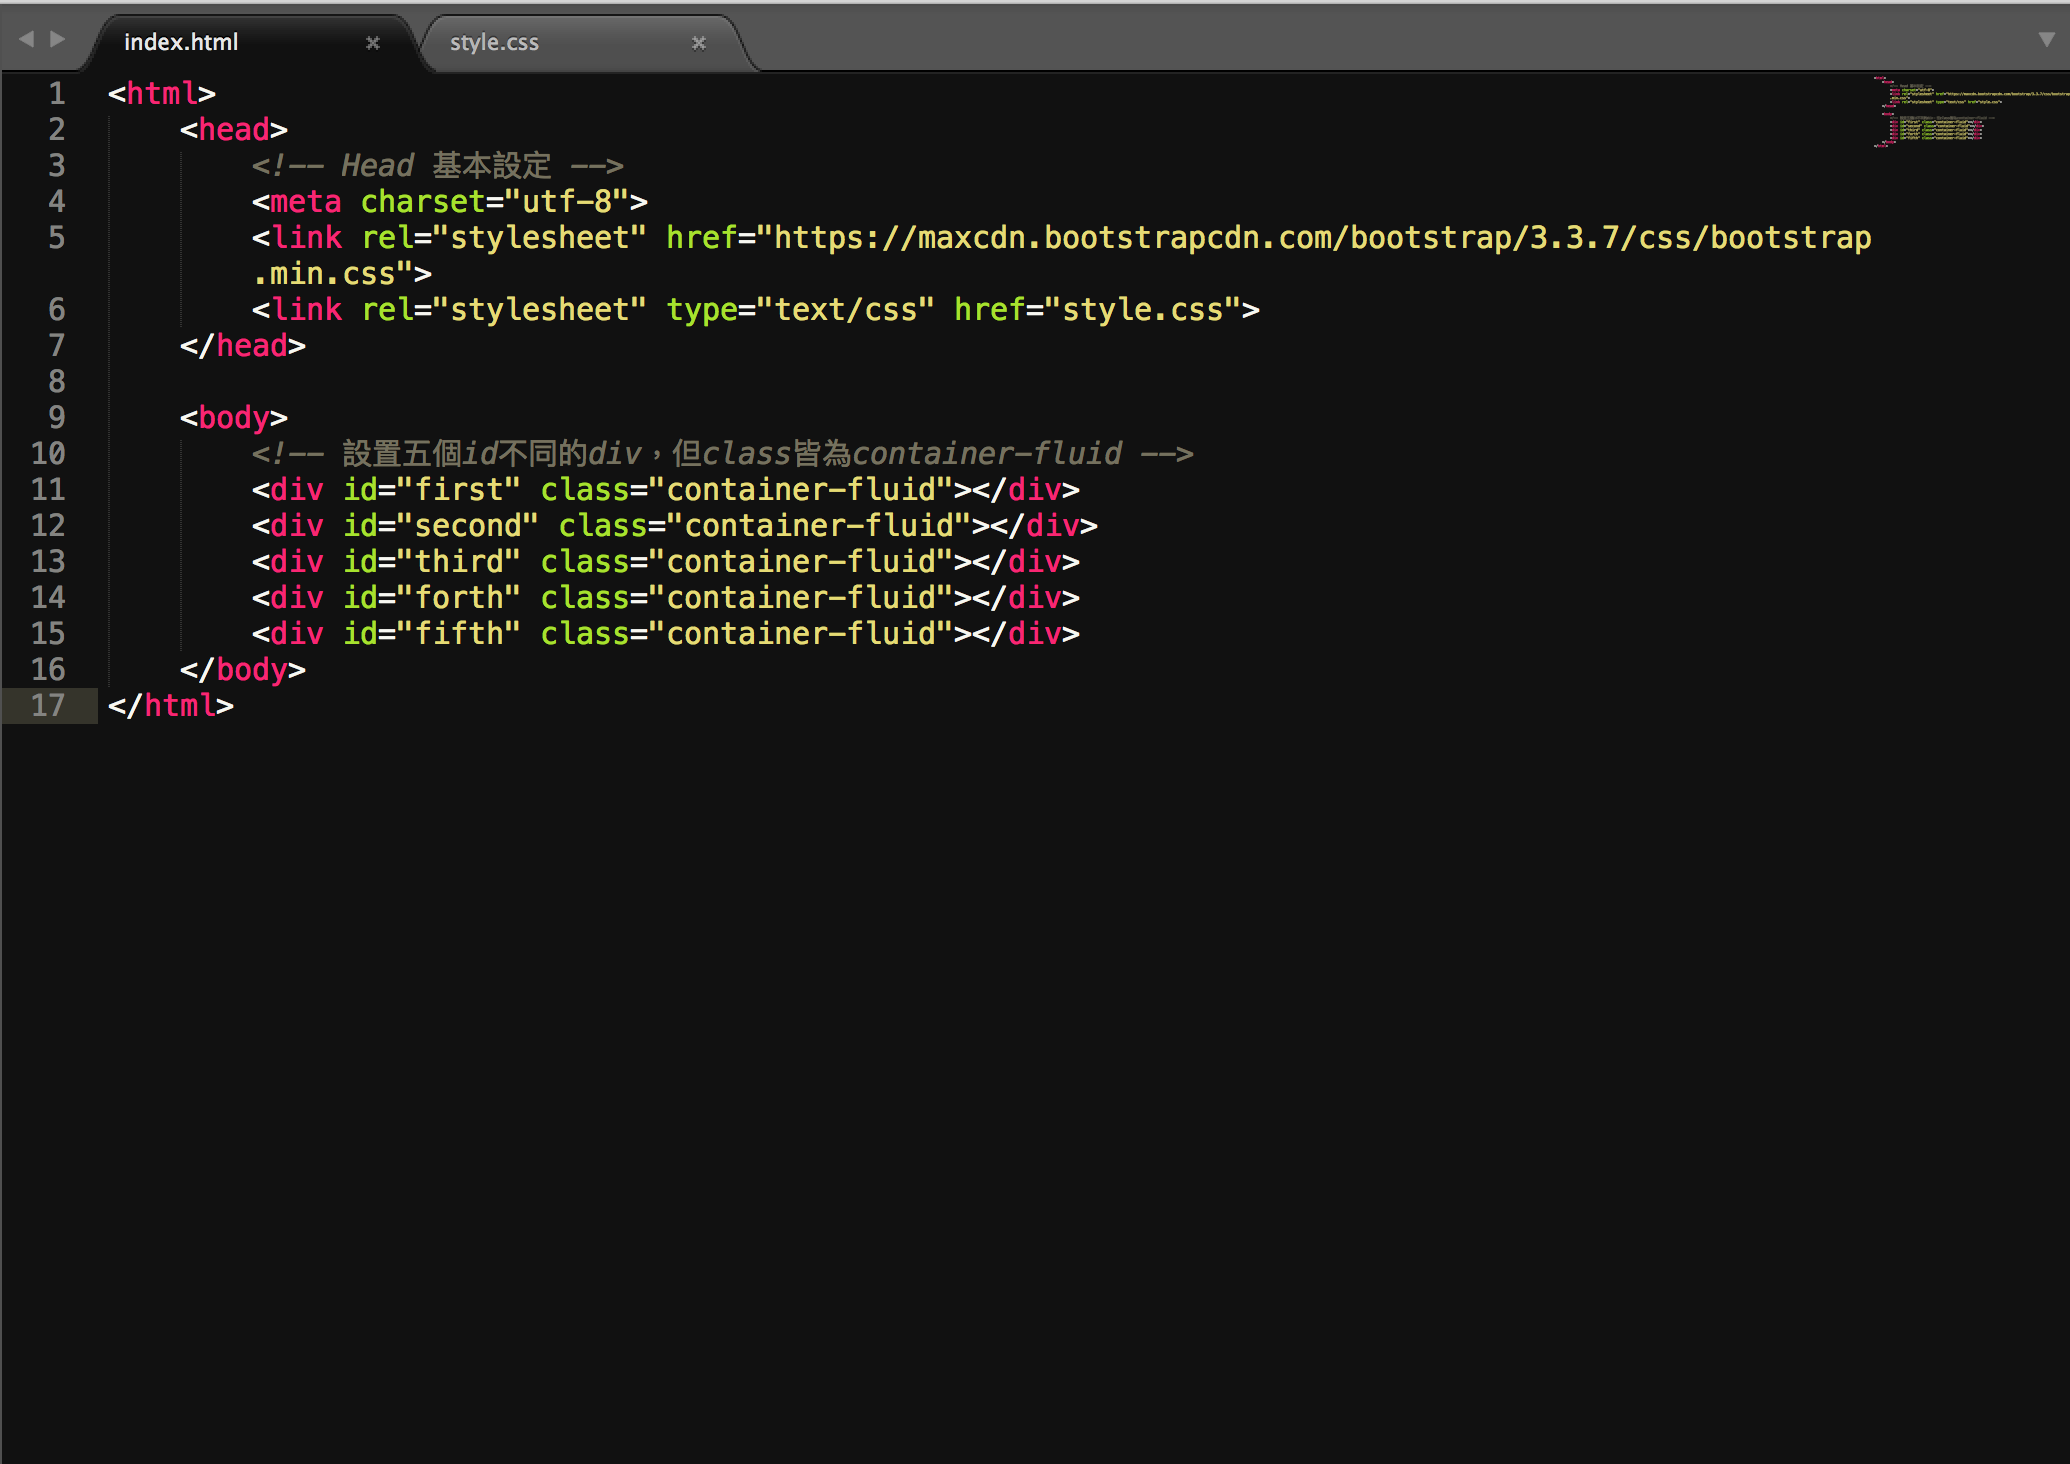 index.html
style.css
1 <html>
2 <head>
3 <!-- Head 基本設定 -->
4 <meta charset="utf-8">
5 <link rel="stylesheet" href="https://maxcdn.bootstrapcdn.com/bootstrap/3.3.7/css/bootstrap
.min.css">
6 <link rel="stylesheet" type="text/css" href="style.css">
7 </head>
8
9 <body>
10 <!-- 設置五個id不同的div，但class皆為container-fluid -->
11 <div id="first" class="container-fluid"></div>
12 <div id="second" class="container-fluid"></div>
13 <div id="third" class="container-fluid"></div>
14 <div id="forth" class="container-fluid"></div>
15 <div id="fifth" class="container-fluid"></div>
16 </body>
17 </html>